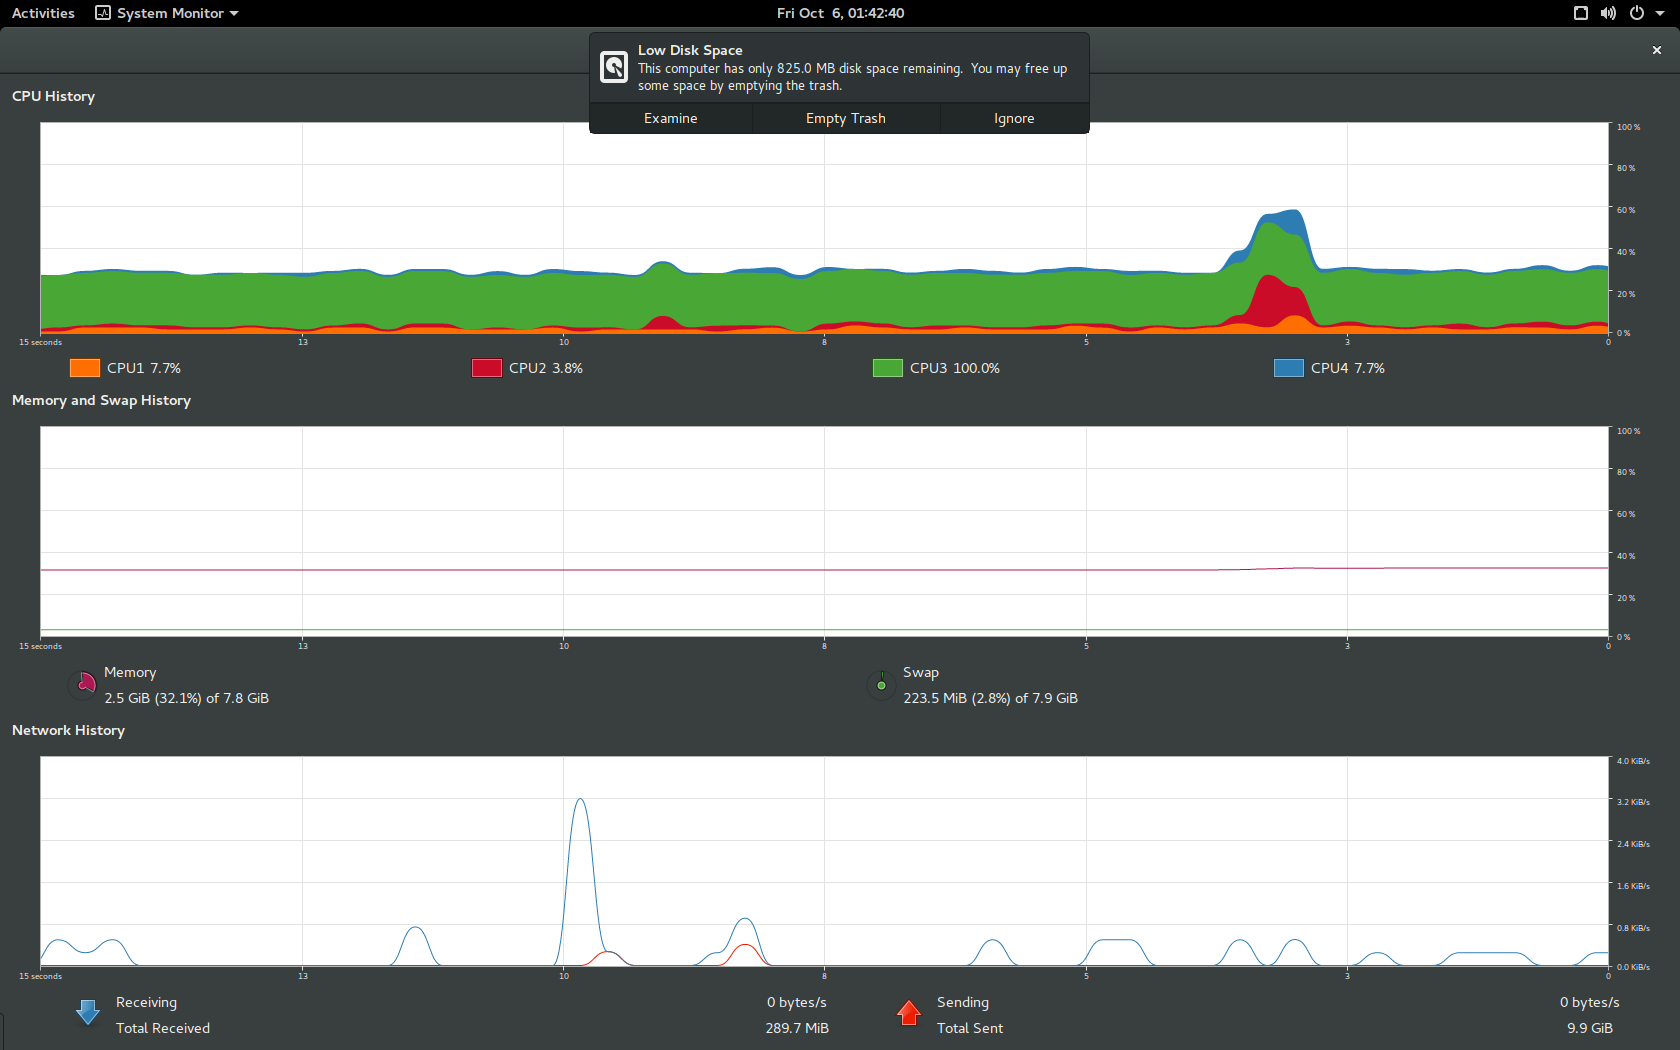 Activities System Monitor Fri Oct 6, 01:42:40
Low Disk Space
This computer has only 825.0 MB disk space remaining. You may free up
some space by emptying the trash.
Examine Empty Trash Ignore
CPU History
100 %
80 %
60 %
40 %
20 %
0 %
15 seconds 13 10 8 5 3 0
CPU1 7.7% CPU2 3.8% CPU3 100.0% CPU4 7.7%
Memory and Swap History
100 %
80 %
60 %
40 %
20 %
0 %
15 seconds 13 10 8 5 3 0
Memory Swap
2.5 GiB (32.1%) of 7.8 GiB 223.5 MiB (2.8%) of 7.9 GiB
Network History
4.0 KiB/s
3.2 KiB/s
2.4 KiB/s
1.6 KiB/s
0.8 KiB/s
0.0 KiB/s
15 seconds 13 10 8 5 3 0
Receiving 0 bytes/s Sending 0 bytes/s
Total Received 289.7 MiB Total Sent 9.9 GiB